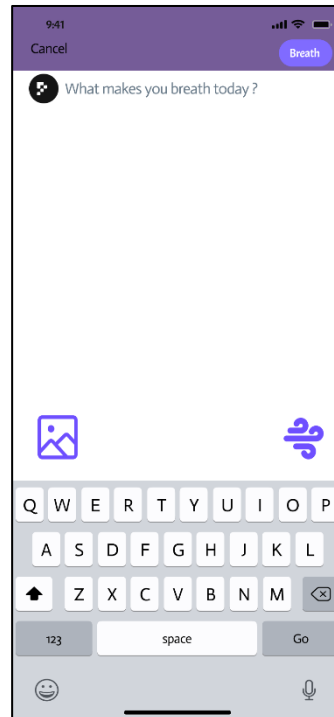 9:41
Cancel
Breath
What makes you breath today ?
Q W E R T Y U I O P
A S D F G H J K L
Z X C V B N M
123 space Go